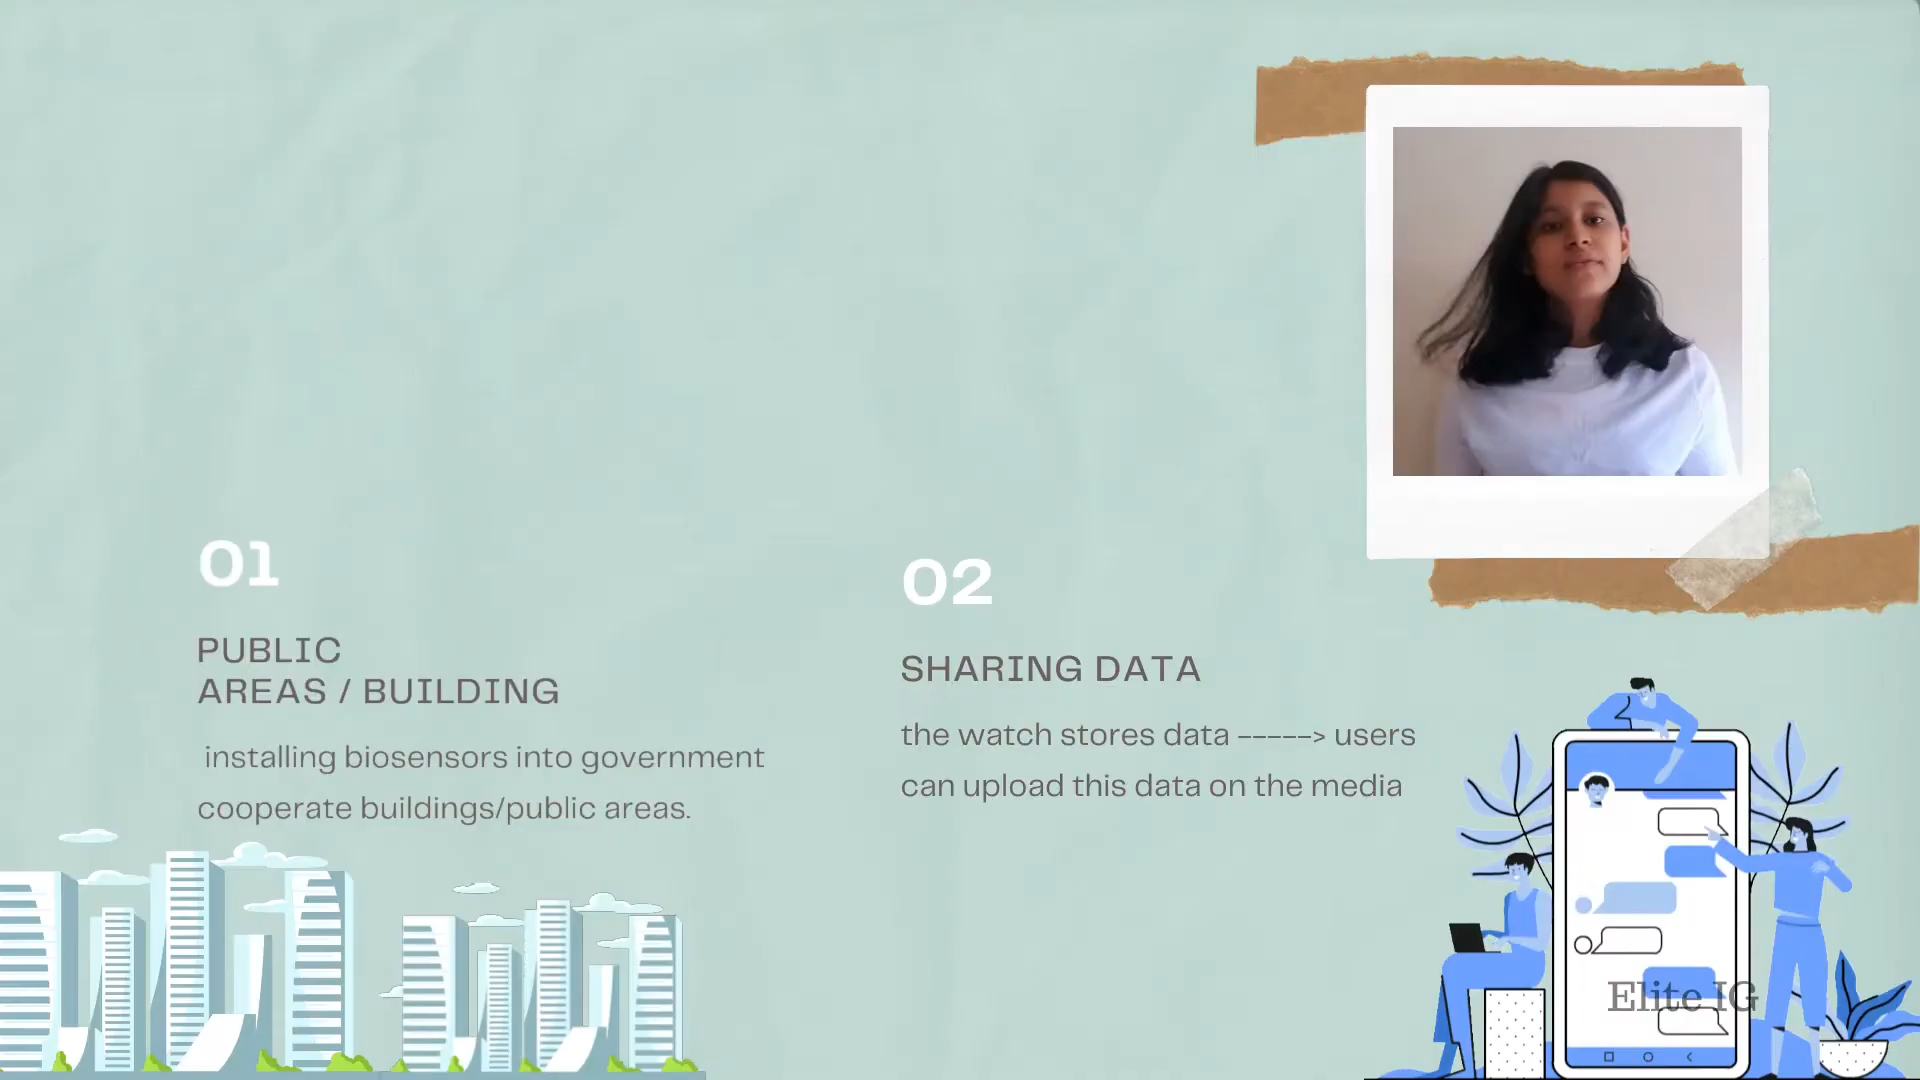 01
PUBLIC
AREAS / BUILDING
installing biosensors into government
cooperate buildings/public areas.
02
SHARING DATA
the watch stores data -----> users
can upload this data on the media
Elite IG